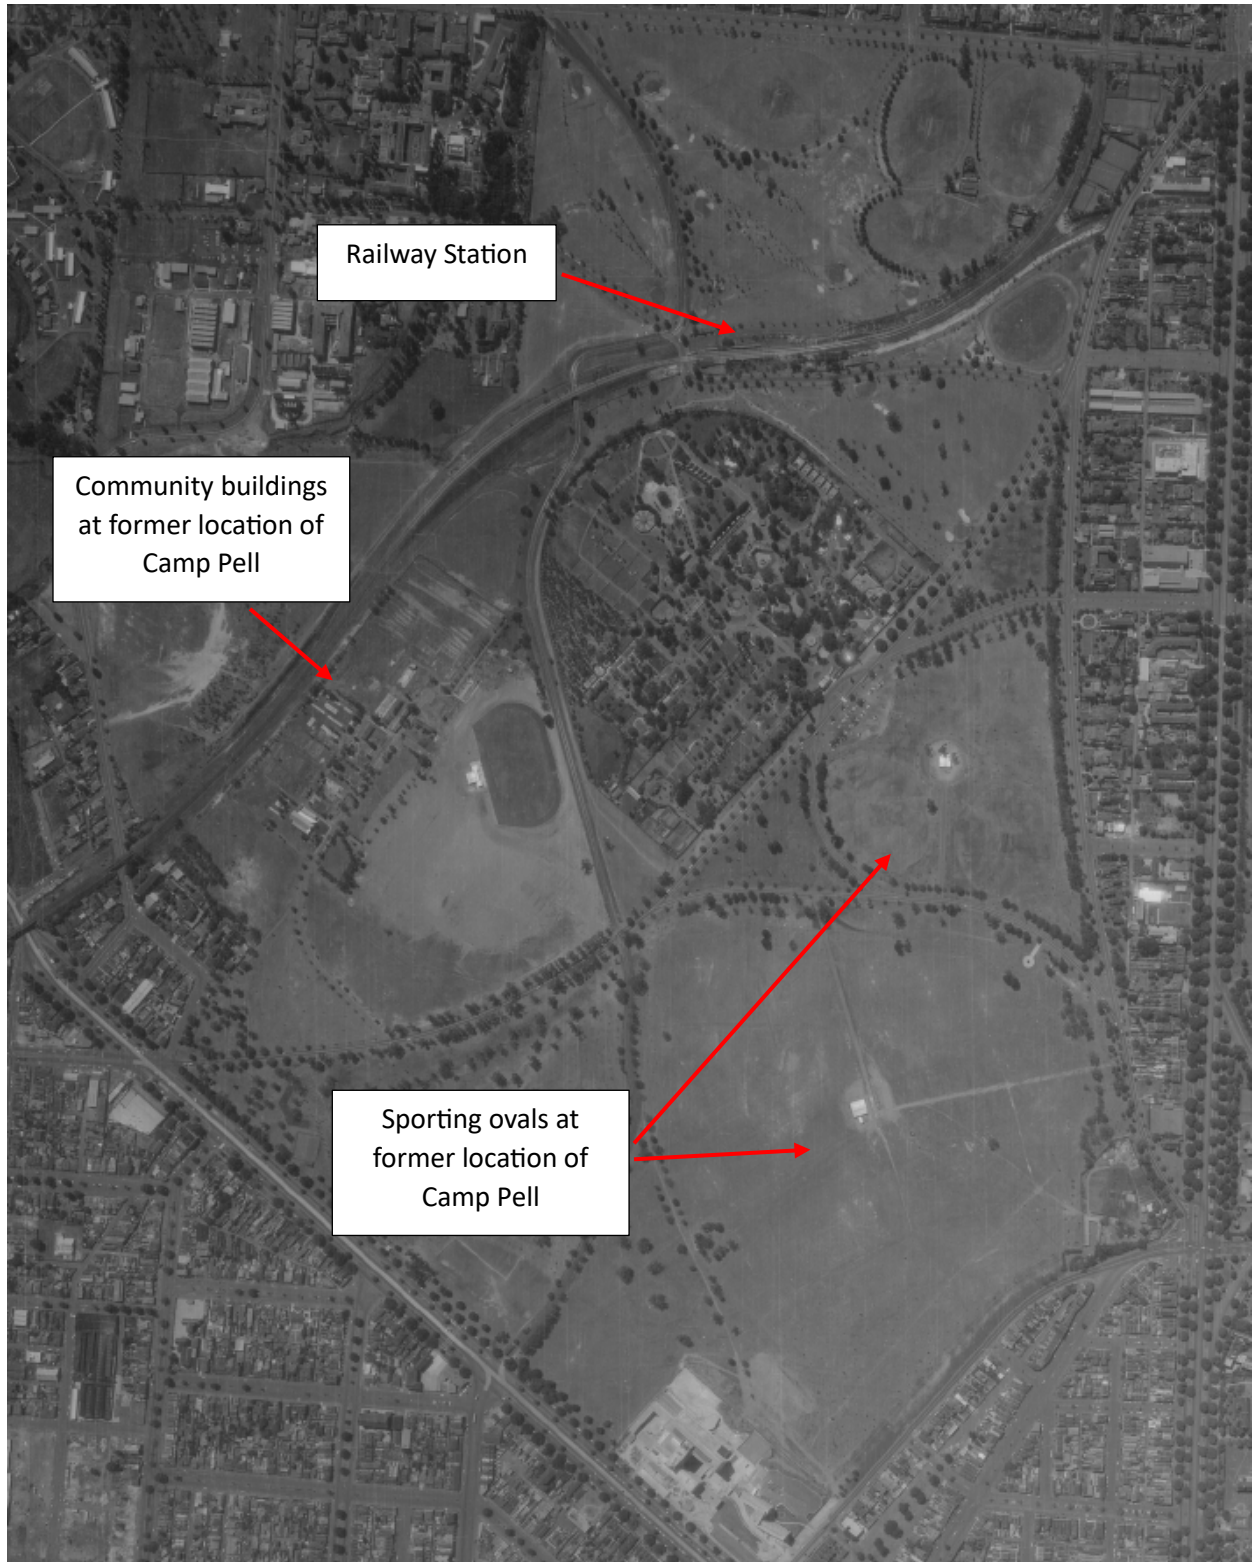 Railway Station
Community buildings
at former location of
Camp Pell
Sporting ovals at
former location of
Camp Pell